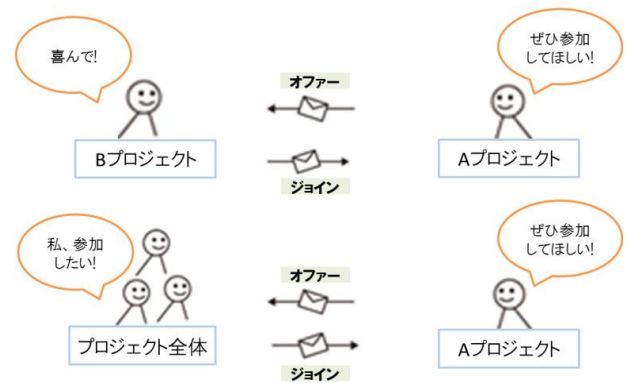 喜んで!
ぜひ参加
してほしい!
オファー
Bプロジェクト
Aプロジェクト
ジョイン
私、参加
したい!
ぜひ参加
してほしい!
オファー
プロジェクト全体
Aプロジェクト
ジョイン